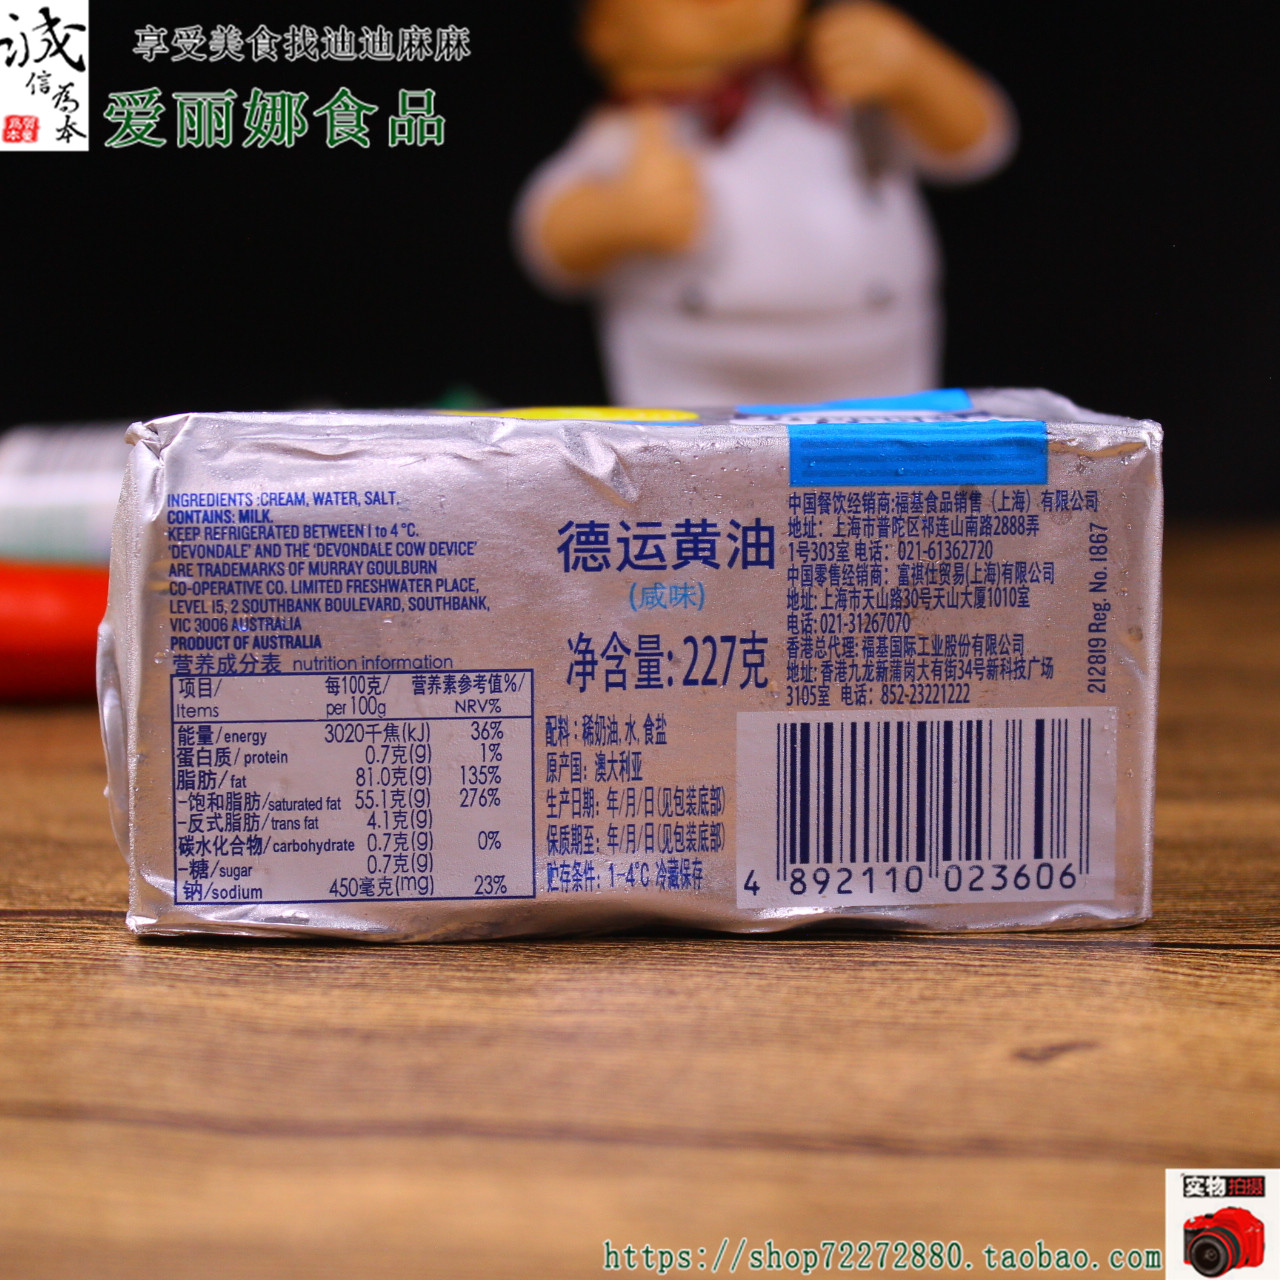 诚
信
為
本
享受美食找迪迪麻麻
爱丽娜食品
INGREDIENTS :CREAM, WATER, SALT.
CONTAINS: MILK.
KEEP REFRIGERATED BETWEEN 1 to 4 °C.
'DEVONDALE' AND THE 'DEVONDALE COW DEVICE'
ARE TRADEMARKS OF MURRAY GOULBURN
CO-OPERATIVE CO. LIMITED FRESHWATER PLACE,
LEVEL 15, 2 SOUTHBANK BOULEVARD, SOUTHBANK,
VIC 3006 AUSTRALIA
PRODUCT OF AUSTRALIA
营养成分表 nutrition information
项目/ 每100克/ 营养素参考值%/
Items per 100g NRV%
能量/energy 3020千焦(kJ) 36%
蛋白质/protein 0.7克(g) 1%
脂肪/fat 81.0克(g) 135%
-饱和脂肪/saturated fat 55.1克(g) 276%
-反式脂肪/trans fat 4.1克(g)
碳水化合物/carbohydrate 0.7克(g) 0%
-糖/sugar 0.7克(g)
钠/sodium 450毫克(mg) 23%
德运黄油
(咸味)
净含量: 227克
配料: 稀奶油, 水, 食盐
原产国: 澳大利亚
生产日期: 年/月/日(见包装底部)
保质期至: 年/月/日(见包装底部)
贮存条件: 1-4°C 冷藏保存
中国餐饮经销商:福基食品销售(上海)有限公司
地址: 上海市普陀区祁连山南路2888弄
1号303室 电话: 021-61362720
中国零售经销商: 富祺仕贸易(上海)有限公司
地址: 上海市天山路30号天山大厦1010室
电话: 021-31267070
香港总代理: 福基国际工业股份有限公司
地址: 香港九龙新蒲岗大有街34号新科技广场
3105室 电话: 852-23221222
212819 Reg. No. 1867
4 892110 023606
实物拍摄
https://shop72272880.taobao.com